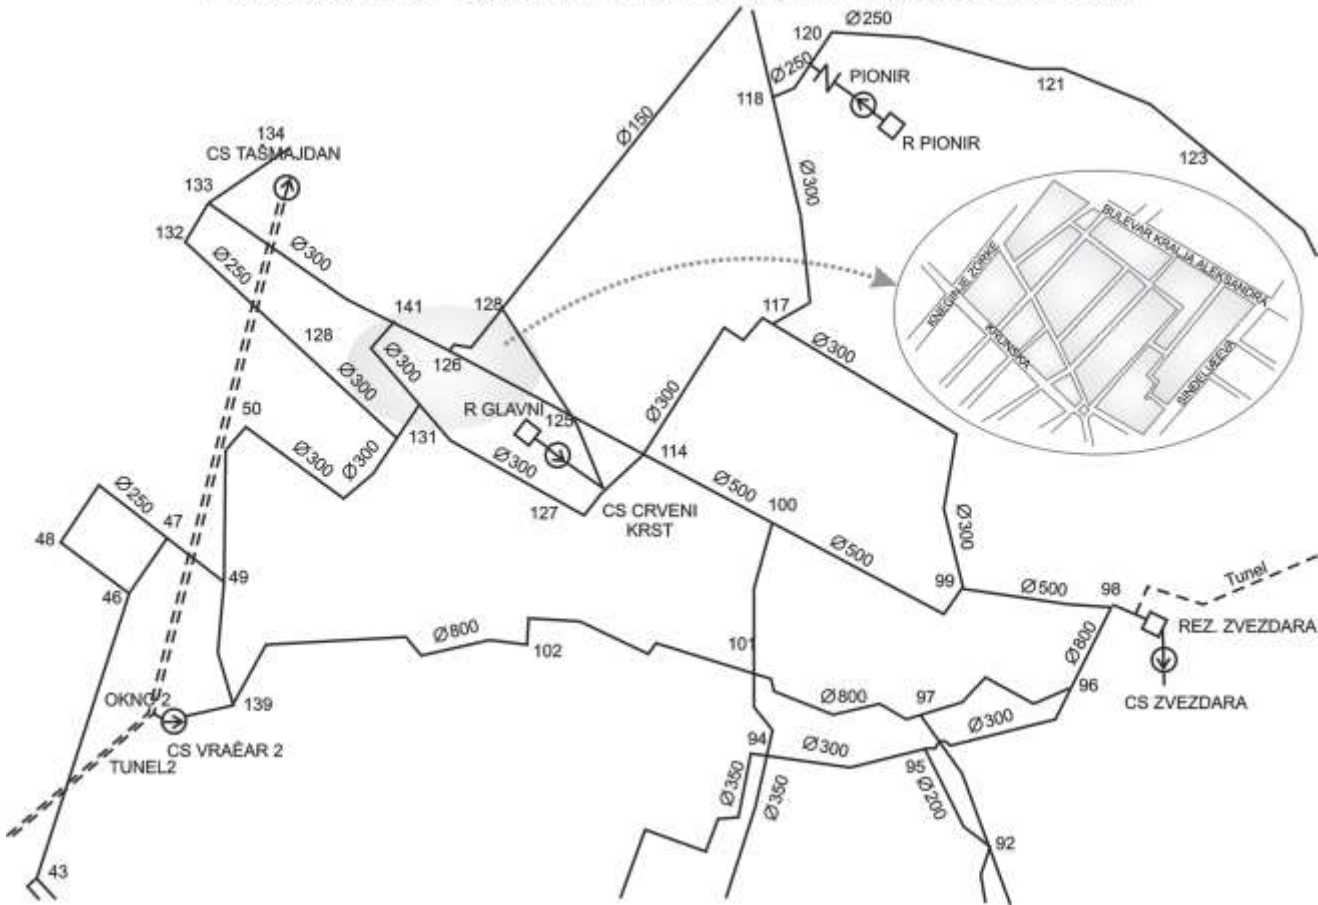 Ø250
120
Ø250
PIONIR
118
121
R PIONIR
Ø150
134
CS TAŠMAJDAN
123
133
Ø300
132
Ø300
Ø250
BULEVAR KRALJA ALEKSANDRA
KNEGINJE ZORKE
KRUNSKA
SINDELIĆEVA
141
128
117
128
126
Ø300
Ø300
Ø300
Ø300
50
R GLAVNI
125
131
114
Ø300
Ø300
Ø300
Ø500
100
Ø250
127
CS CRVENI
KRST
47
48
Ø500
Ø300
49
99
Ø500
98
Tunel
46
REZ. ZVEZDARA
Ø800
102
101
Ø800
OKNO 2
139
Ø800
97
96
CS ZVEZDARA
Ø300
CS VRAÊAR 2
94
Ø300
TUNEL2
95
Ø350
Ø350
Ø200
92
43